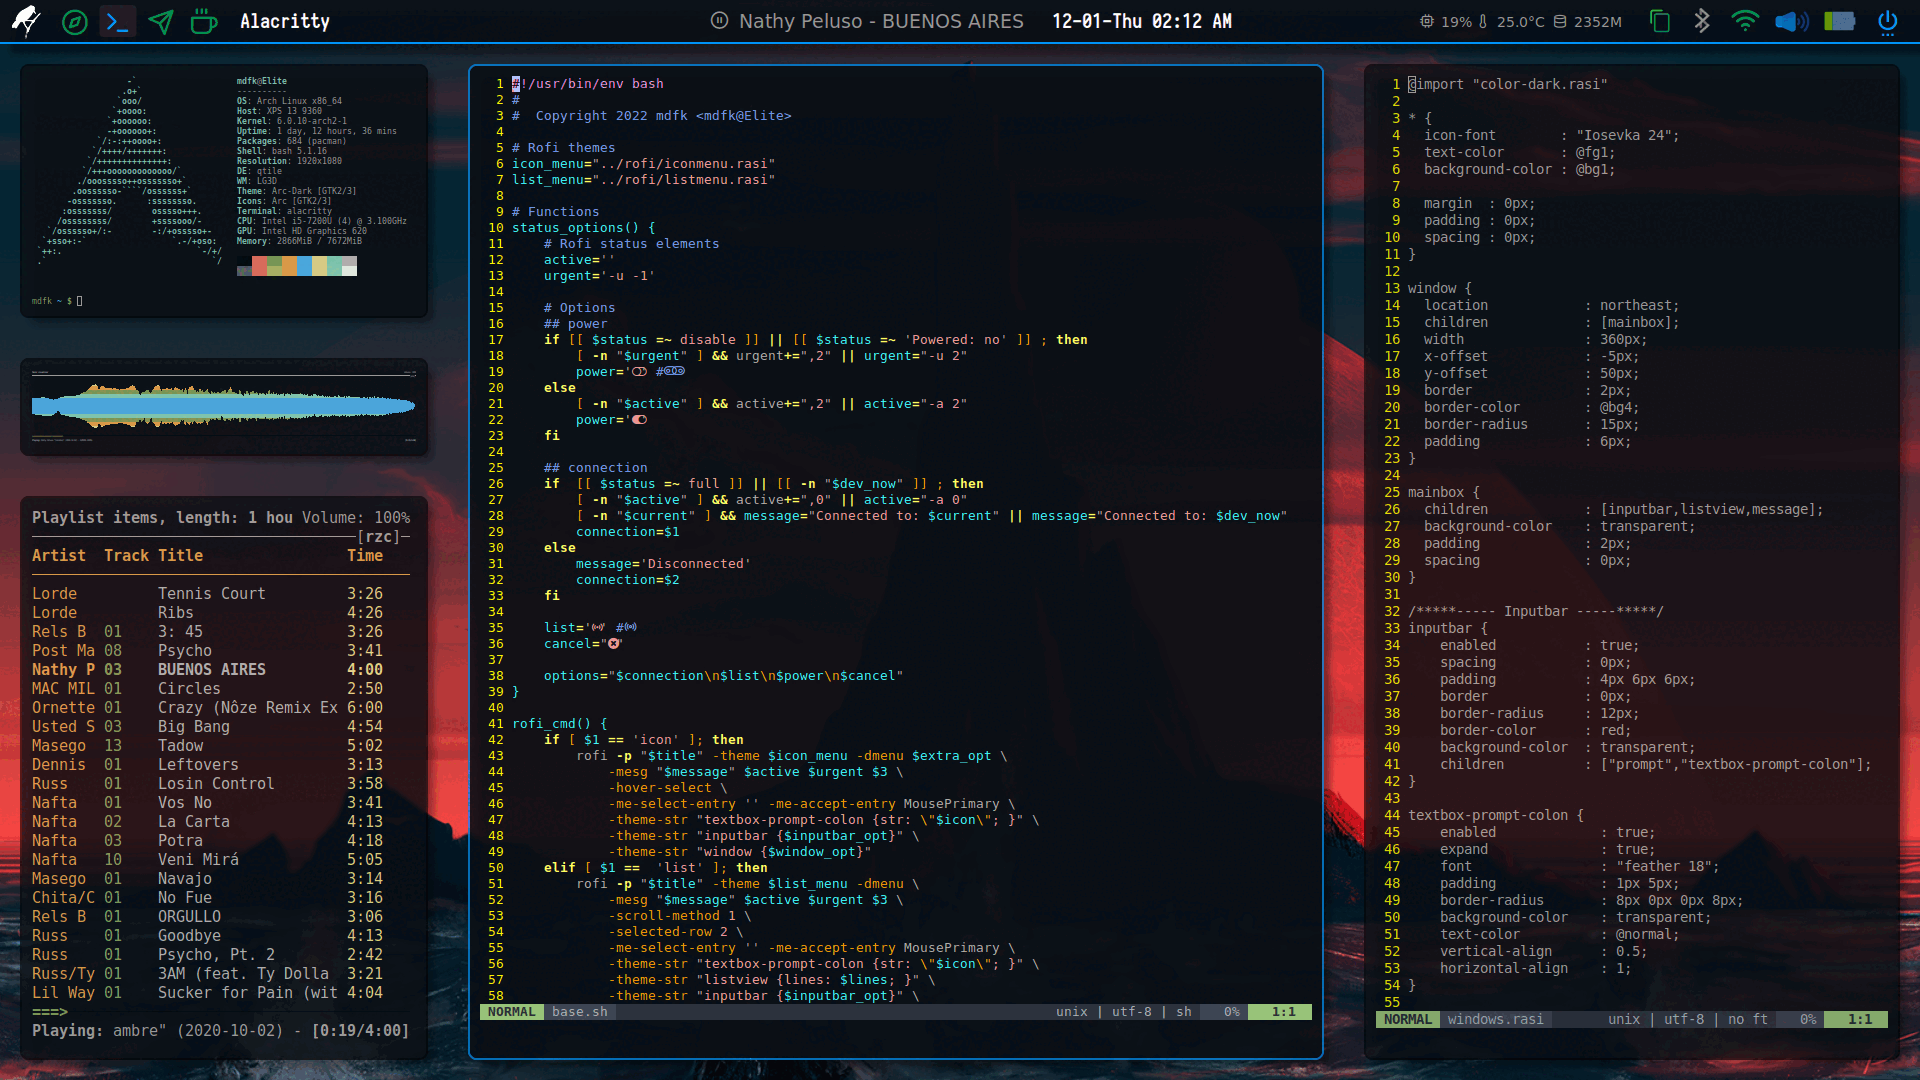 Alacritty
Nathy Peluso - BUENOS AIRES 12-01-Thu 02:12 AM
19% 25.0°C 2352M
mdfk@Elite
----------
OS: Arch Linux x86_64
Host: XPS 13 9360
Kernel: 6.0.10-arch2-1
Uptime: 1 day, 12 hours, 36 mins
Packages: 684 (pacman)
Shell: bash 5.1.16
Resolution: 1920x1080
DE: qtile
WM: LG3D
Theme: Arc-Dark [GTK2/3]
Icons: Arc [GTK2/3]
Terminal: alacritty
CPU: Intel i5-7200U (4) @ 3.100GHz
GPU: Intel HD Graphics 620
Memory: 2866MiB / 7672MiB
mdfk ~ $
Playlist items, length: 1 hou Volume: 100%
[rzc]
Artist Track Title Time
Lorde Tennis Court 3:26
Lorde Ribs 4:26
Rels B 01 3: 45 3:26
Post Ma 08 Psycho 3:41
Nathy P 03 BUENOS AIRES 4:00
MAC MIL 01 Circles 2:50
Ornette 01 Crazy (Nôze Remix Ex 6:00
Usted S 03 Big Bang 4:54
Masego 13 Tadow 5:02
Dennis 01 Leftovers 3:13
Russ 01 Losin Control 3:58
Nafta 01 Vos No 3:41
Nafta 02 La Carta 4:13
Nafta 03 Potra 4:18
Nafta 10 Veni Mirá 5:05
Masego 01 Navajo 3:14
Chita/C 01 No Fue 3:16
Rels B 01 ORGULLO 3:06
Russ 01 Goodbye 4:13
Russ 01 Psycho, Pt. 2 2:42
Russ/Ty 01 3AM (feat. Ty Dolla 3:21
Lil Way 01 Sucker for Pain (wit 4:04
===>
Playing: ambre" (2020-10-02) - [0:19/4:00]
1 #!/usr/bin/env bash
2 #
3 #  Copyright 2022 mdfk <mdfk@Elite>
4
5 # Rofi themes
6 icon_menu="../rofi/iconmenu.rasi"
7 list_menu="../rofi/listmenu.rasi"
8
9 # Functions
10 status_options() {
11     # Rofi status elements
12     active=''
13     urgent='-u -1'
14
15     # Options
16     ## power
17     if [[ $status =~ disable ]] || [[ $status =~ 'Powered: no' ]] ; then
18         [ -n "$urgent" ] && urgent+=",2" || urgent="-u 2"
19         power=' #
20     else
21         [ -n "$active" ] && active+=",2" || active="-a 2"
22         power='
23     fi
24
25     ## connection
26     if  [[ $status =~ full ]] || [[ -n "$dev_now" ]] ; then
27         [ -n "$active" ] && active+=",0" || active="-a 0"
28         [ -n "$current" ] && message="Connected to: $current" || message="Connected to: $dev_now"
29         connection=$1
30     else
31         message='Disconnected'
32         connection=$2
33     fi
34
35     list='' #
36     cancel=""
37
38     options="$connection\n$list\n$power\n$cancel"
39 }
40
41 rofi_cmd() {
42     if [ $1 == 'icon' ]; then
43         rofi -p "$title" -theme $icon_menu -dmenu $extra_opt \
44             -mesg "$message" $active $urgent $3 \
45             -hover-select \
46             -me-select-entry '' -me-accept-entry MousePrimary \
47             -theme-str "textbox-prompt-colon {str: \"$icon\"; }" \
48             -theme-str "inputbar {$inputbar_opt}" \
49             -theme-str "window {$window_opt}"
50     elif [ $1 ==  'list' ]; then
51         rofi -p "$title" -theme $list_menu -dmenu \
52             -mesg "$message" $active $urgent $3 \
53             -scroll-method 1 \
54             -selected-row 2 \
55             -me-select-entry '' -me-accept-entry MousePrimary \
56             -theme-str "textbox-prompt-colon {str: \"$icon\"; }" \
57             -theme-str "listview {lines: $lines; }" \
58             -theme-str "inputbar {$inputbar_opt}" \
NORMAL base.sh unix | utf-8 | sh 0% 1:1
1 @import "color-dark.rasi"
2
3 * {
4   icon-font        : "Iosevka 24";
5   text-color       : @fg1;
6   background-color : @bg1;
7
8   margin  : 0px;
9   padding : 0px;
10   spacing : 0px;
11 }
12
13 window {
14   location            : northeast;
15   children            : [mainbox];
16   width               : 360px;
17   x-offset            : -5px;
18   y-offset            : 50px;
19   border              : 2px;
20   border-color        : @bg4;
21   border-radius       : 15px;
22   padding             : 6px;
23 }
24
25 mainbox {
26   children            : [inputbar,listview,message];
27   background-color    : transparent;
28   padding             : 2px;
29   spacing             : 0px;
30 }
31
32 /*****----- Inputbar -----*****/
33 inputbar {
34     enabled           : true;
35     spacing           : 0px;
36     padding           : 4px 6px 6px;
37     border            : 0px;
38     border-radius     : 12px;
39     border-color      : red;
40     background-color  : transparent;
41     children          : ["prompt","textbox-prompt-colon"];
42 }
43
44 textbox-prompt-colon {
45     enabled             : true;
46     expand              : true;
47     font                : "feather 18";
48     padding             : 1px 5px;
49     border-radius       : 8px 0px 0px 8px;
50     background-color    : transparent;
51     text-color          : @normal;
52     vertical-align      : 0.5;
53     horizontal-align    : 1;
54 }
55
NORMAL windows.rasi unix | utf-8 | no ft 0% 1:1